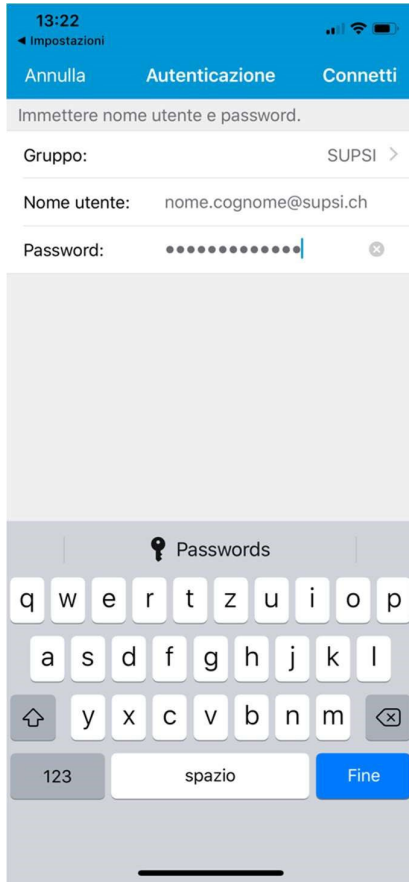 13:22
◀ Impostazioni
Annulla Autenticazione Connetti
Immettere nome utente e password.
Gruppo: SUPSI >
Nome utente: nome.cognome@supsi.ch
Password: •••••••••••••
Passwords
q w e r t z u i o p
a s d f g h j k l
y x c v b n m
123 spazio Fine